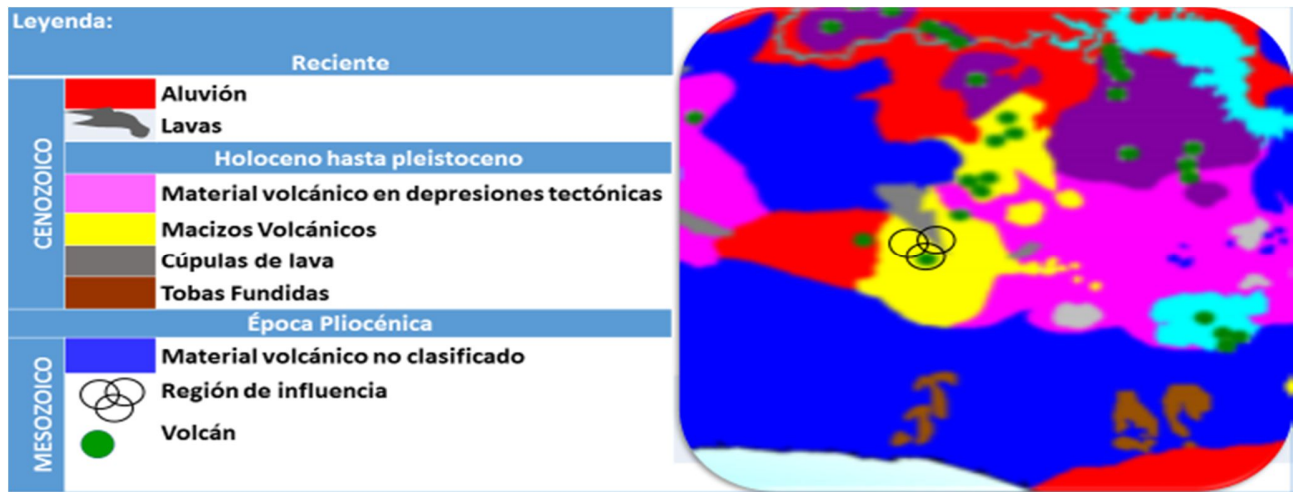 Leyenda:
Reciente
CENOZOICO
Aluvión
Lavas
Holoceno hasta pleistoceno
Material volcánico en depresiones tectónicas
Macizos Volcánicos
Cúpulas de lava
Tobas Fundidas
Época Pliocénica
MESOZOICO
Material volcánico no clasificado
Región de influencia
Volcán